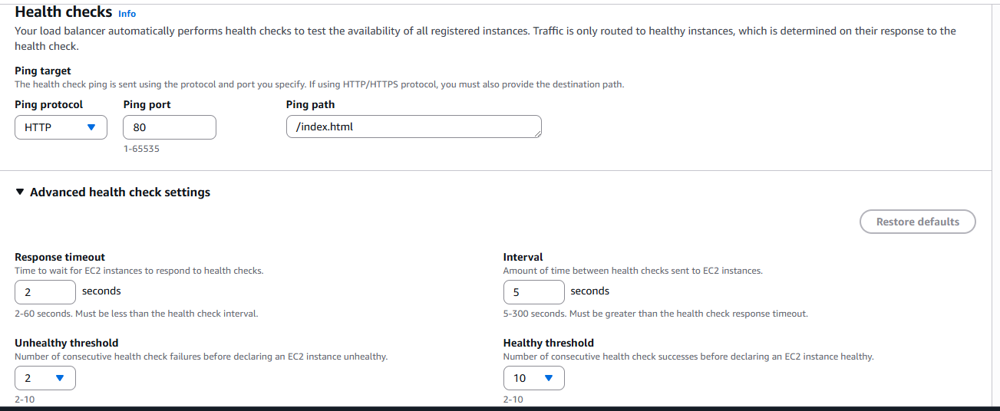 Health checks Info
Your load balancer automatically performs health checks to test the availability of all registered instances. Traffic is only routed to healthy instances, which is determined on their response to the
health check.
Ping target
The health check ping is sent using the protocol and port you specify. If using HTTP/HTTPS protocol, you must also provide the destination path.
Ping protocol Ping port Ping path
HTTP 80 /index.html
1-65535
Advanced health check settings
Restore defaults
Response timeout Interval
Time to wait for EC2 instances to respond to health checks. Amount of time between health checks sent to EC2 instances.
2 seconds 5 seconds
2-60 seconds. Must be less than the health check interval. 5-300 seconds. Must be greater than the health check response timeout.
Unhealthy threshold Healthy threshold
Number of consecutive health check failures before declaring an EC2 instance unhealthy. Number of consecutive health check successes before declaring an EC2 instance healthy.
2 10
2-10 2-10